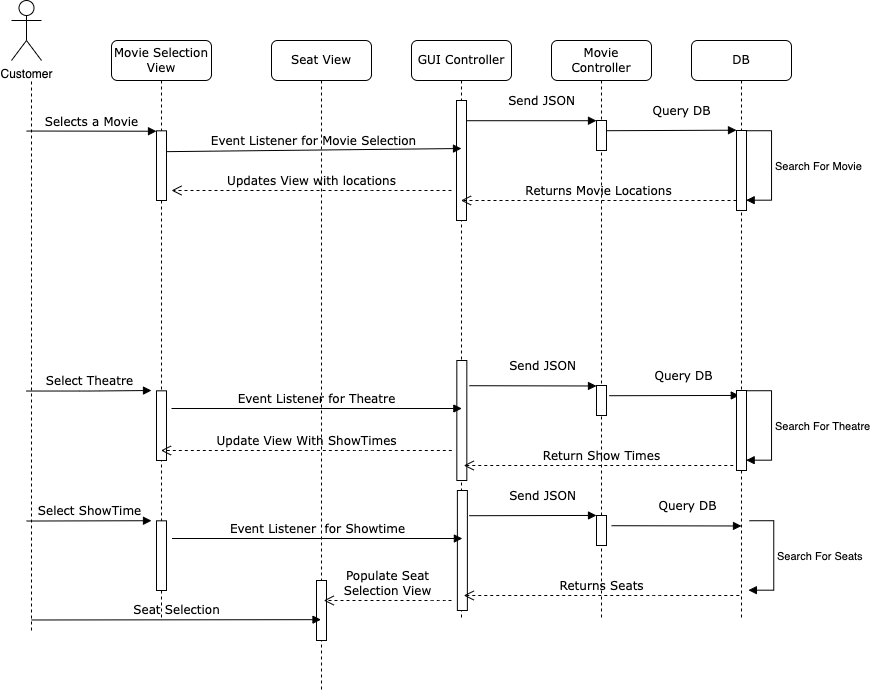 Customer
Movie Selection
View
Seat View
GUI Controller
Movie
Controller
DB
Selects a Movie
Event Listener for Movie Selection
Send JSON
Query DB
Search For Movie
Updates View with locations
Returns Movie Locations
Select Theatre
Event Listener for Theatre
Send JSON
Query DB
Search For Theatre
Update View With ShowTimes
Return Show Times
Select ShowTime
Event Listener  for Showtime
Send JSON
Query DB
Search For Seats
Populate Seat
Selection View
Returns Seats
Seat Selection